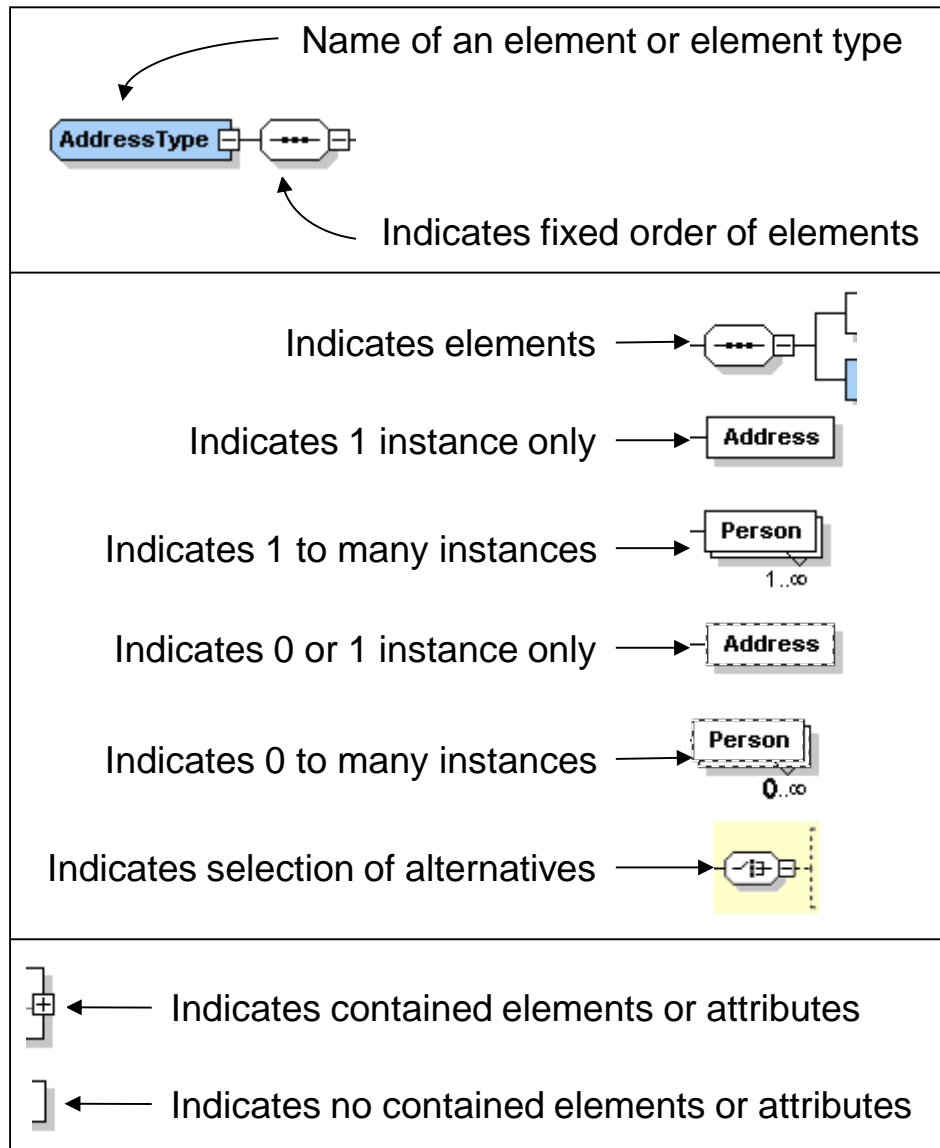 Name of an element or element type
AddressType
Indicates fixed order of elements
Indicates elements
Indicates 1 instance only
Address
Indicates 1 to many instances
Person
1..∞
Indicates 0 or 1 instance only
Address
Indicates 0 to many instances
Person
0..∞
Indicates selection of alternatives
Indicates contained elements or attributes
Indicates no contained elements or attributes